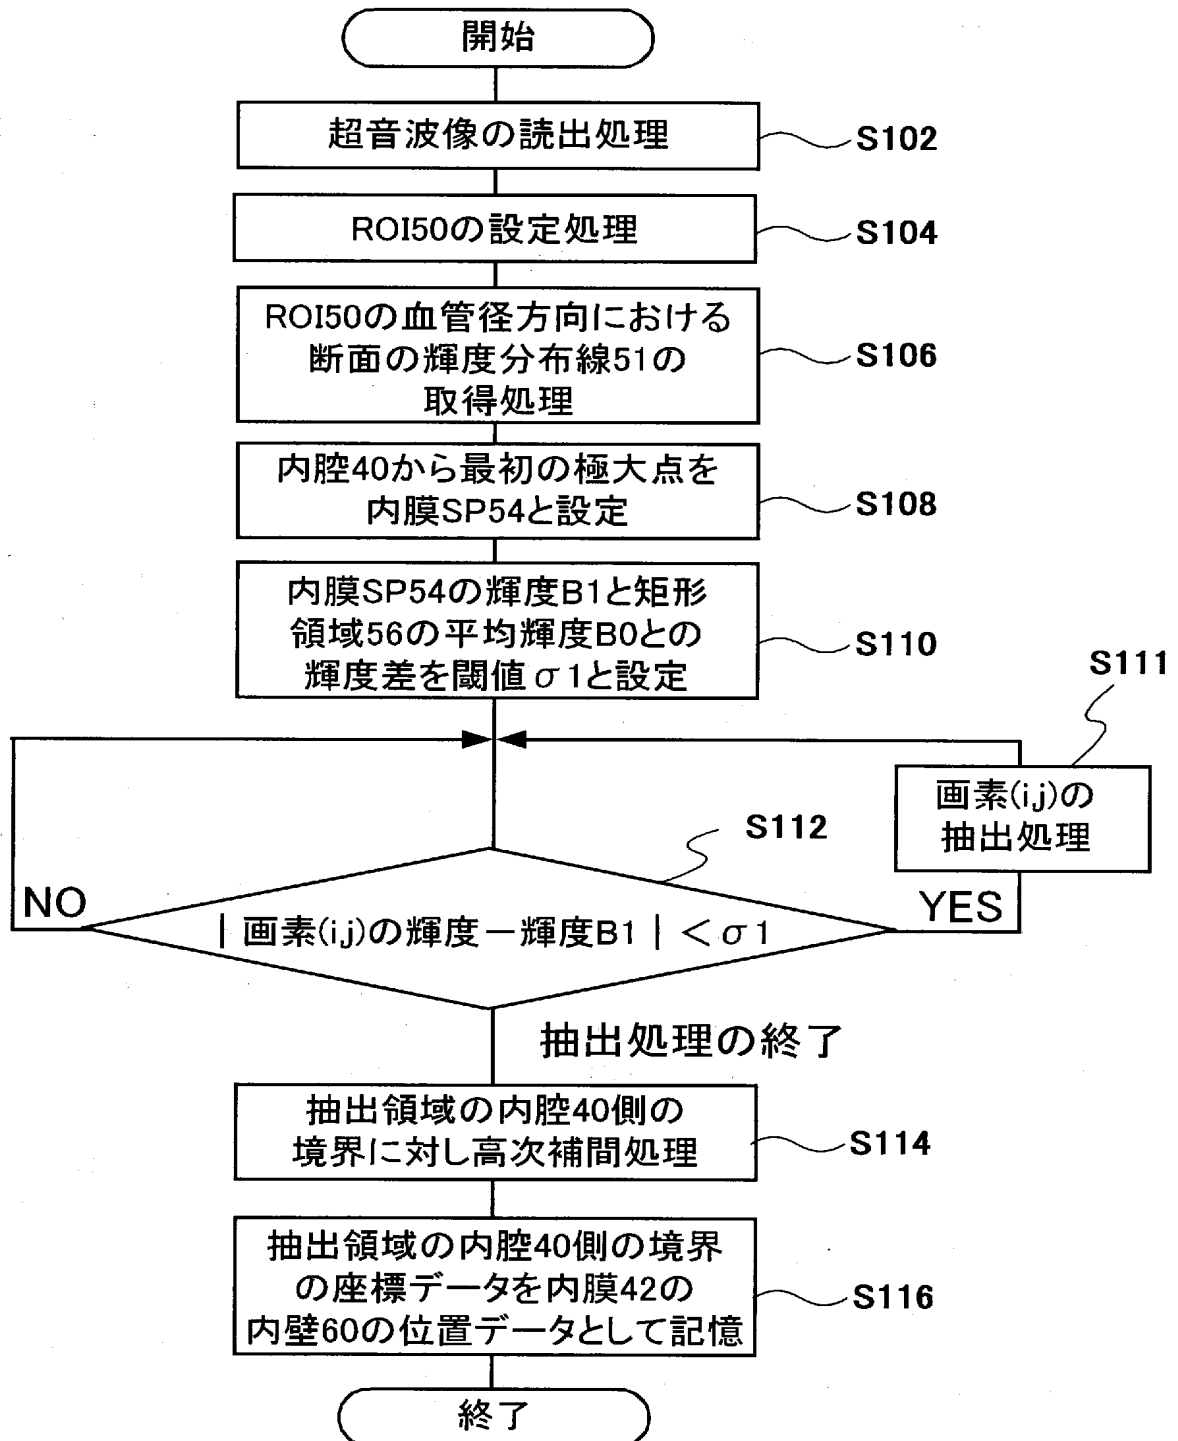 開始
超音波像の読出処理
S102
ROI50の設定処理
S104
ROI50の血管径方向における
断面の輝度分布線51の
取得処理
S106
内腔40から最初の極大点を
内膜SP54と設定
S108
内膜SP54の輝度B1と矩形
領域56の平均輝度B0との
輝度差を閾値σ1と設定
S110
S111
画素(i,j)の
抽出処理
S112
NO
YES
|画素(i,j)の輝度－輝度B1|＜σ1
抽出処理の終了
抽出領域の内腔40側の
境界に対し高次補間処理
S114
抽出領域の内腔40側の境界
の座標データを内膜42の
内壁60の位置データとして記憶
S116
終了